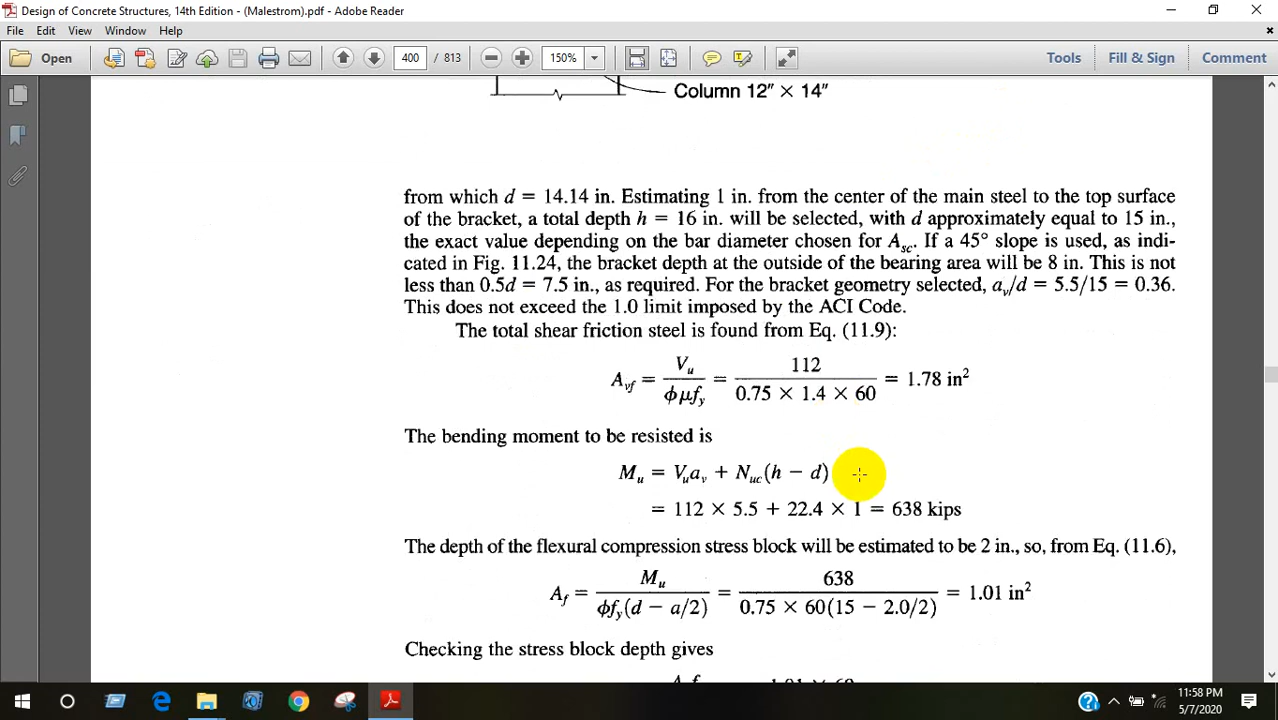 Design of Concrete Structures, 14th Edition - (Malestrom).pdf - Adobe Reader
File Edit View Window Help
Open 400 / 813 150% Tools Fill & Sign Comment
Column 12″ × 14″
from which d = 14.14 in. Estimating 1 in. from the center of the main steel to the top surface
of the bracket, a total depth h = 16 in. will be selected, with d approximately equal to 15 in.,
the exact value depending on the bar diameter chosen for Asc. If a 45° slope is used, as indi-
cated in Fig. 11.24, the bracket depth at the outside of the bearing area will be 8 in. This is not
less than 0.5d = 7.5 in., as required. For the bracket geometry selected, av/d = 5.5/15 = 0.36.
This does not exceed the 1.0 limit imposed by the ACI Code.
The total shear friction steel is found from Eq. (11.9):
Avf = Vu / ϕμfy = 112 / 0.75 × 1.4 × 60 = 1.78 in²
The bending moment to be resisted is
Mu = Vuav + Nuc(h − d)
= 112 × 5.5 + 22.4 × 1 = 638 kips
The depth of the flexural compression stress block will be estimated to be 2 in., so, from Eq. (11.6),
Af = Mu / ϕfy(d − a/2) = 638 / 0.75 × 60(15 − 2.0/2) = 1.01 in²
Checking the stress block depth gives
11:58 PM
5/7/2020